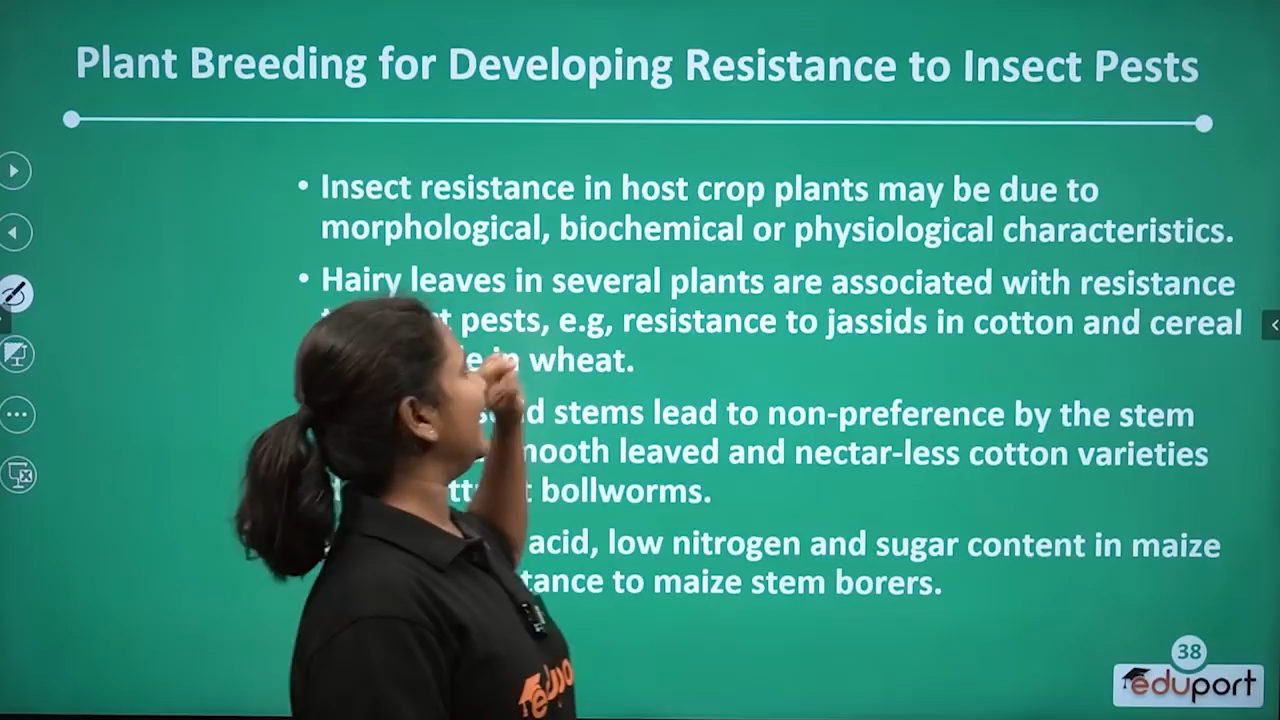 Plant Breeding for Developing Resistance to Insect Pests
• Insect resistance in host crop plants may be due to
morphological, biochemical or physiological characteristics.
• Hairy leaves in several plants are associated with resistance
pests, e.g, resistance to jassids in cotton and cereal
in wheat.
stems lead to non-preference by the stem
leaved and nectar-less cotton varieties
bollworms.
acid, low nitrogen and sugar content in maize
to maize stem borers.
38
eduport